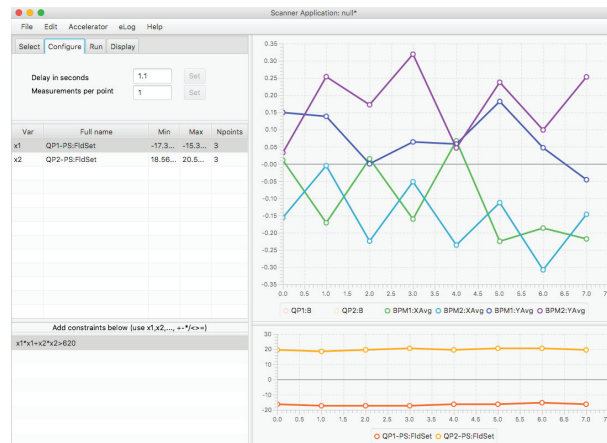 Scanner Application: null*
File Edit Accelerator eLog Help
Select Configure Run Display
Delay in seconds 1.1 Set
Measurements per point 1 Set
Var Full name Min Max Npoints
x1 QP1-PS:FldSet -17.3... -15.3... 3
x2 QP2-PS:FldSet 18.56... 20.5... 3
Add constraints below (use x1,x2,..., +-*/<>=)
x1*x1+x2*x2>620
0.35
0.30
0.25
0.20
0.15
0.10
0.05
-0.00
-0.05
-0.10
-0.15
-0.20
-0.25
-0.30
-0.35
0.0 0.5 1.0 1.5 2.0 2.5 3.0 3.5 4.0 4.5 5.0 5.5 6.0 6.5 7.0 7.
QP1:B QP2:B BPM1:XAvg BPM2:XAvg BPM1:YAvg BPM2:YAvg
30
20
10
0
-10
-20
0.0 0.5 1.0 1.5 2.0 2.5 3.0 3.5 4.0 4.5 5.0 5.5 6.0 6.5 7.0 7.
QP1-PS:FldSet QP2-PS:FldSet